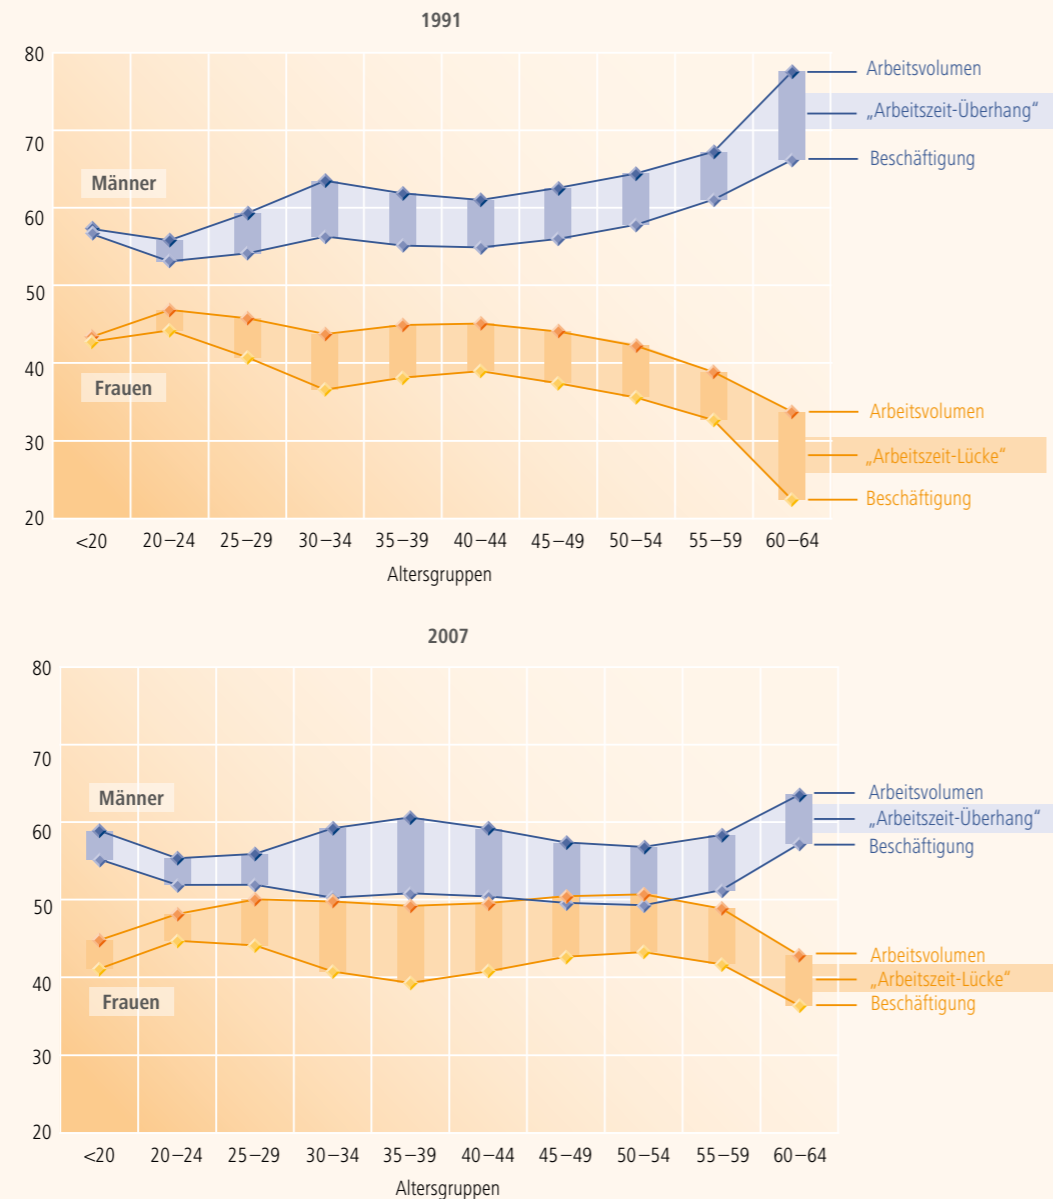 1991
80
70
60
50
40
30
20
Männer
Frauen
Arbeitsvolumen
„Arbeitszeit-Überhang“
Beschäftigung
Arbeitsvolumen
„Arbeitszeit-Lücke“
Beschäftigung
<20 20–24 25–29 30–34 35–39 40–44 45–49 50–54 55–59 60–64
Altersgruppen
2007
80
70
60
50
40
30
20
Männer
Frauen
Arbeitsvolumen
„Arbeitszeit-Überhang“
Beschäftigung
Arbeitsvolumen
„Arbeitszeit-Lücke“
Beschäftigung
<20 20–24 25–29 30–34 35–39 40–44 45–49 50–54 55–59 60–64
Altersgruppen